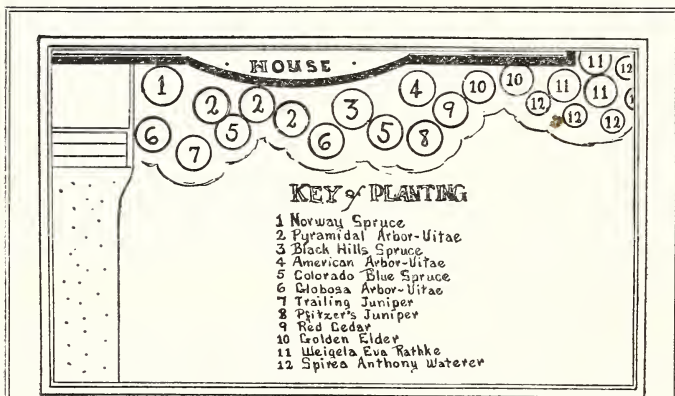 · HOUSE ·
1 2 2 2 3 4 9 10 10 12 11 11 11 12
6 7 5 6 5 8 12 12
KEY of PLANTING
1 Norway Spruce
2 Pyramidal Arbor-Vitae
3 Black Hills Spruce
4 American Arbor-Vitae
5 Colorado Blue Spruce
6 Globosa Arbor-Vitae
7 Trailing Juniper
8 Pfitzer's Juniper
9 Red Cedar
10 Golden Elder
11 Weigela Eva Rathke
12 Spirea Anthony Waterer